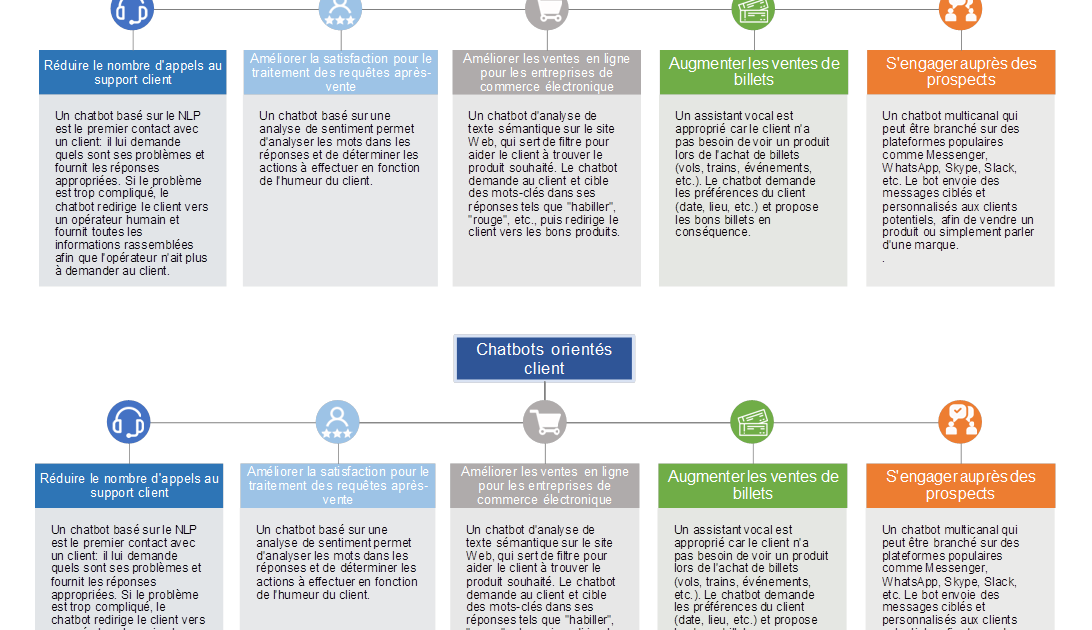 Réduire le nombre d'appels au
support client
Un chatbot basé sur le NLP
est le premier contact avec
un client: il lui demande
quels sont ses problèmes et
fournit les réponses
appropriées. Si le problème
est trop compliqué, le
chatbot redirige le client vers
un opérateur humain et
fournit toutes les
informations rassemblées
afin que l'opérateur n'ait plus
à demander au client.
Améliorer la satisfaction pour le
traitement des requêtes après-
vente
Un chatbot basé sur une
analyse de sentiment permet
d'analyser les mots dans les
réponses et de déterminer les
actions à effectuer en fonction
de l'humeur du client.
Améliorer les ventes en ligne
pour les entreprises de
commerce électronique
Un chatbot d'analyse de
texte sémantique sur le site
Web, qui sert de filtre pour
aider le client à trouver le
produit souhaité. Le chatbot
demande au client et cible
des mots-clés dans ses
réponses tels que "habiller",
"rouge", etc., puis redirige le
client vers les bons produits.
Augmenter les ventes de
billets
Un assistant vocal est
approprié car le client n'a
pas besoin de voir un produit
lors de l'achat de billets
(vols, trains, événements,
etc.). Le chatbot demande
les préférences du client
(date, lieu, etc.) et propose
les bons billets en
conséquence.
S'engager auprès des
prospects
Un chatbot multicanal qui
peut être branché sur des
plateformes populaires
comme Messenger,
WhatsApp, Skype, Slack,
etc. Le bot envoie des
messages ciblés et
personnalisés aux clients
potentiels, afin de vendre un
produit ou simplement parler
d'une marque.
.
Chatbots orientés
client
Réduire le nombre d'appels au
support client
Un chatbot basé sur le NLP
est le premier contact avec
un client: il lui demande
quels sont ses problèmes et
fournit les réponses
appropriées. Si le problème
est trop compliqué, le
chatbot redirige le client vers
Améliorer la satisfaction pour le
traitement des requêtes après-
vente
Un chatbot basé sur une
analyse de sentiment permet
d'analyser les mots dans les
réponses et de déterminer les
actions à effectuer en fonction
de l'humeur du client.
Améliorer les ventes en ligne
pour les entreprises de
commerce électronique
Un chatbot d'analyse de
texte sémantique sur le site
Web, qui sert de filtre pour
aider le client à trouver le
produit souhaité. Le chatbot
demande au client et cible
des mots-clés dans ses
réponses tels que "habiller",
Augmenter les ventes de
billets
Un assistant vocal est
approprié car le client n'a
pas besoin de voir un produit
lors de l'achat de billets
(vols, trains, événements,
etc.). Le chatbot demande
les préférences du client
(date, lieu, etc.) et propose
S'engager auprès des
prospects
Un chatbot multicanal qui
peut être branché sur des
plateformes populaires
comme Messenger,
WhatsApp, Skype, Slack,
etc. Le bot envoie des
messages ciblés et
personnalisés aux clients